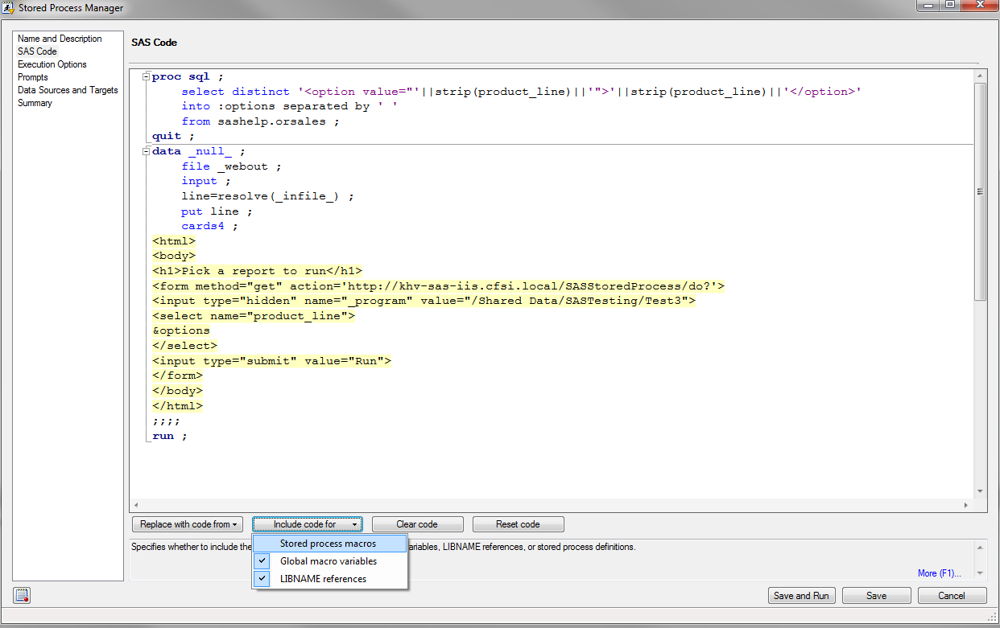 Stored Process Manager
Name and Description
SAS Code
Execution Options
Prompts
Data Sources and Targets
Summary
SAS Code
proc sql ;
select distinct '<option value="'||strip(product_line)||'">'||strip(product_line)||'</option>'
into :options separated by ' '
from sashelp.orsales ;
quit ;
data _null_ ;
file _webout ;
input ;
line=resolve(_infile_) ;
put line ;
cards4 ;
<html>
<body>
<h1>Pick a report to run</h1>
<form method="get" action='http://khv-sas-iis.cfsi.local/SASStoredProcess/do?'>
<input type="hidden" name="_program" value="/Shared Data/SASTesting/Test3">
<select name="product_line">
&options
</select>
<input type="submit" value="Run">
</form>
</body>
</html>
;;;;
run ;
Replace with code from
Include code for
Clear code
Reset code
Stored process macros
Global macro variables
LIBNAME references
Specifies whether to include the ariables, LIBNAME references, or stored process definitions.
More (F1)...
Save and Run
Save
Cancel